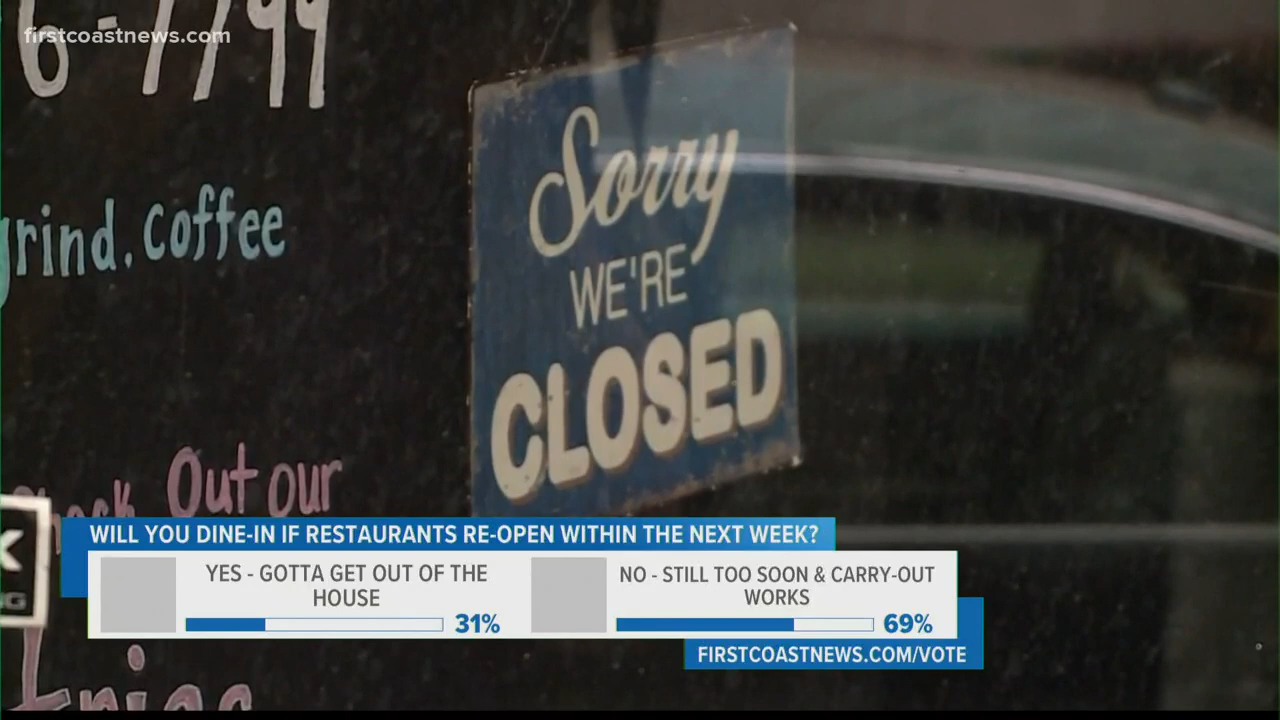 firstcoastnews.com
6-7799
grind. Coffee
Sorry
WE'RE
CLOSED
Out our
WILL YOU DINE-IN IF RESTAURANTS RE-OPEN WITHIN THE NEXT WEEK?
YES - GOTTA GET OUT OF THE
HOUSE
31%
NO - STILL TOO SOON & CARRY-OUT
WORKS
69%
FIRSTCOASTNEWS.COM/VOTE